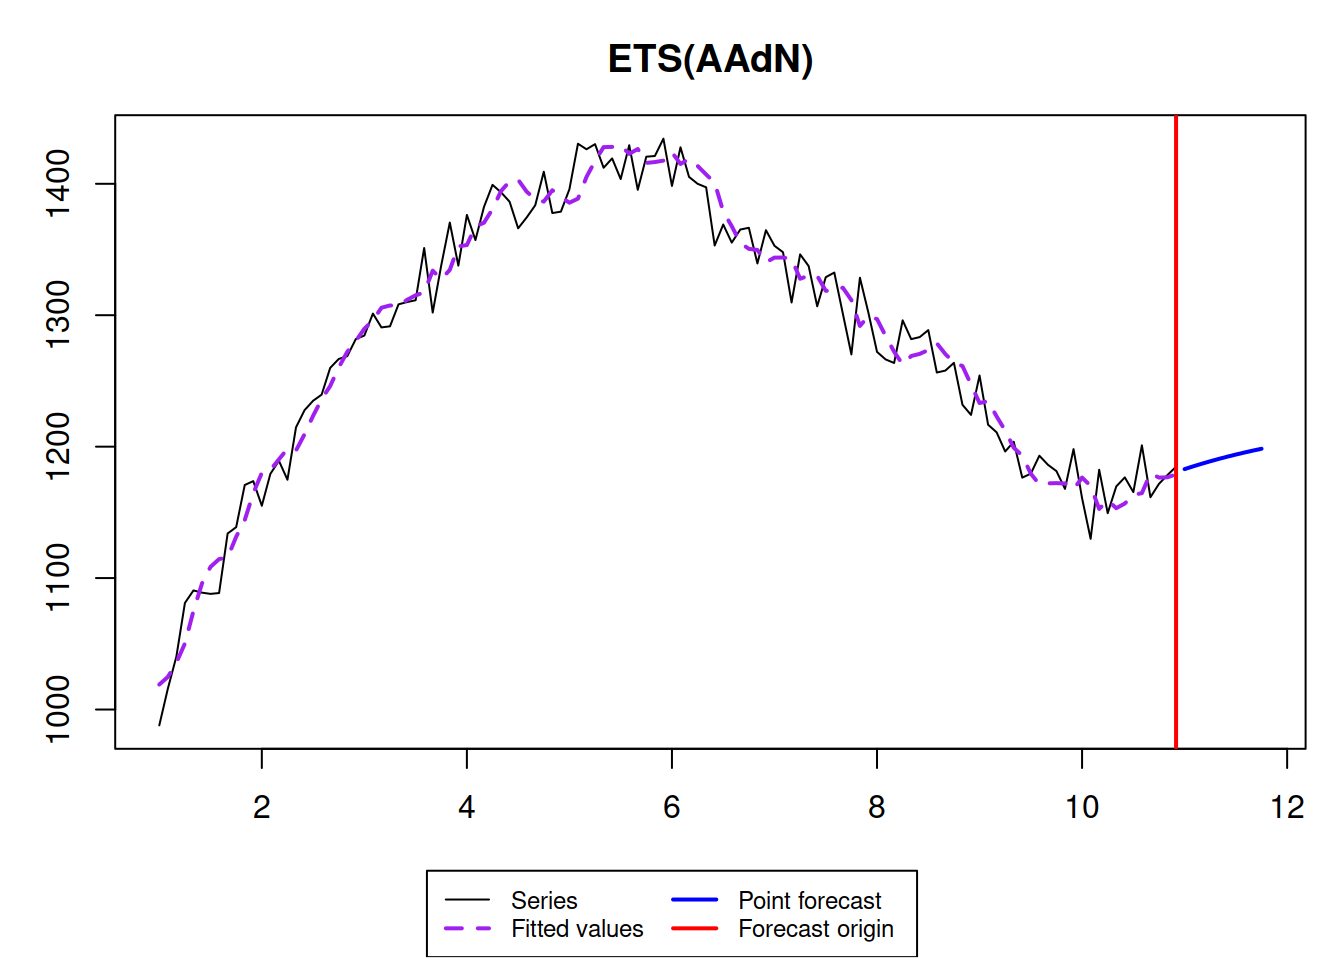 ETS(AAdN)
1400
1300
1200
1100
1000
2 4 6 8 10 12
Series Point forecast
Fitted values Forecast origin